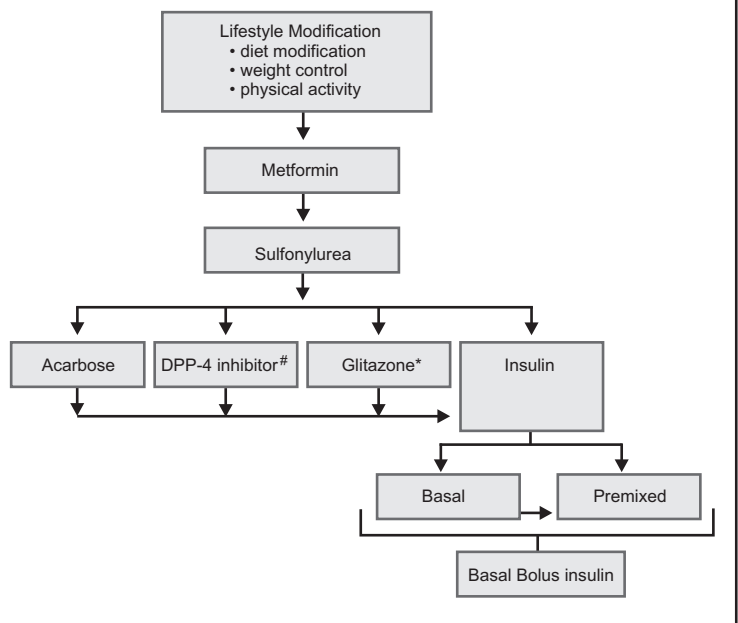 Lifestyle Modification
• diet modification
• weight control
• physical activity
Metformin
Sulfonylurea
Acarbose
DPP-4 inhibitor#
Glitazone*
Insulin
Basal
Premixed
Basal Bolus insulin